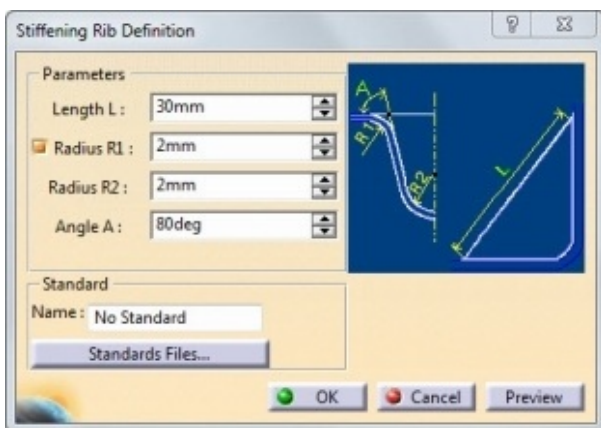 Stiffening Rib Definition
Parameters
Length L : 30mm
Radius R1 : 2mm
Radius R2 : 2mm
Angle A : 80deg
Standard
Name : No Standard
Standards Files...
OK Cancel Preview
A
R1
R2
L